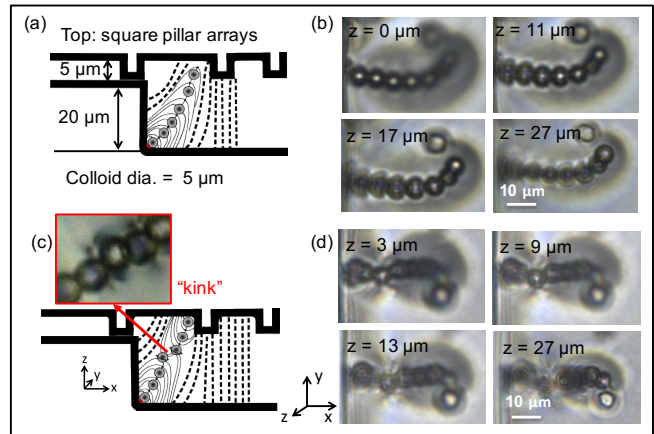 (a)
Top: square pillar arrays
5 µm
20 µm
Colloid dia. = 5 µm
(b)
z = 0 µm
z = 11 µm
z = 17 µm
z = 27 µm
10 µm
(c)
"kink"
z
y
x
y
z
x
(d)
z = 3 µm
z = 9 µm
z = 13 µm
z = 27 µm
10 µm